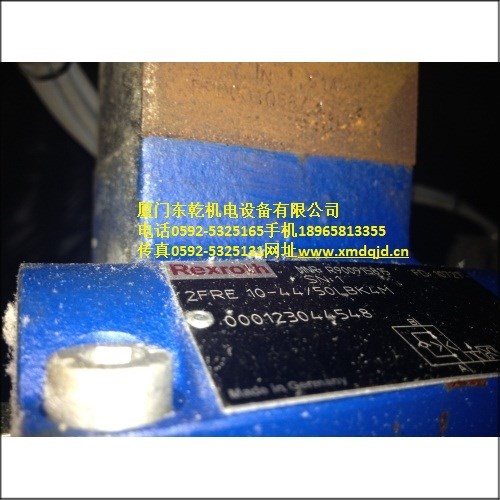 厦门东乾机电设备有限公司
电话0592-5325165手机18965813355
传真0592-5325131网址www.xmdqjd.cn
Rexroth
2FRE 10-44/50LBK4M
000123044548
Made in Germany